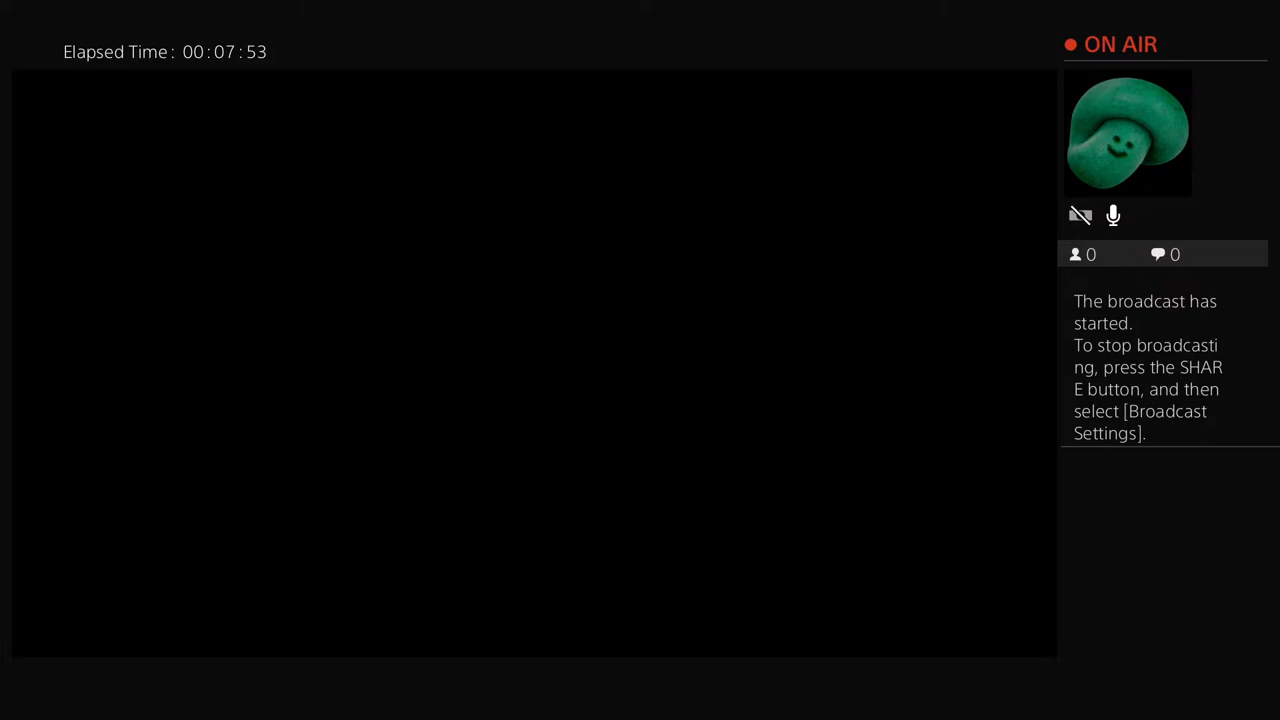 Elapsed Time: 00:07:53
ON AIR
0 0
The broadcast has
started.
To stop broadcasti
ng, press the SHAR
E button, and then
select [Broadcast
Settings].